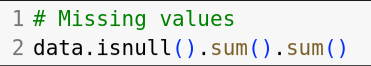 1 # Missing values
2 data.isnull().sum().sum()